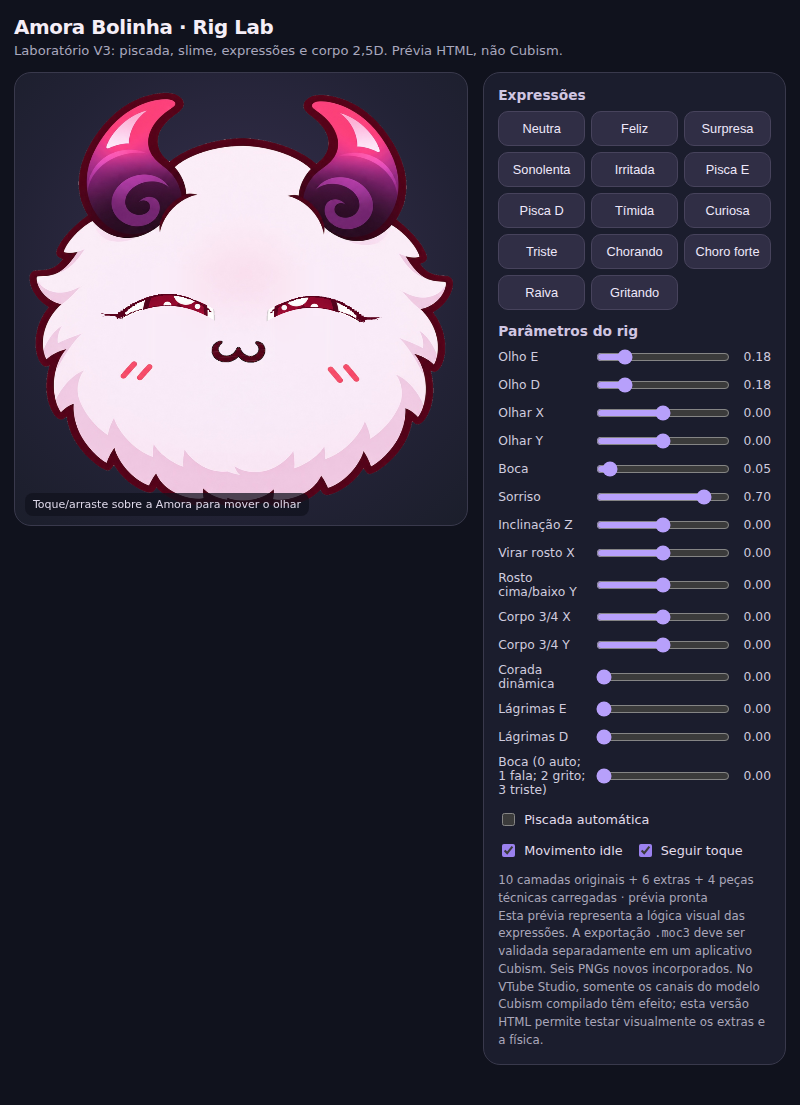 Amora Bolinha · Rig Lab
Laboratório V3: piscada, slime, expressões e corpo 2,5D. Prévia HTML, não Cubism.
Toque/arraste sobre a Amora para mover o olhar
Expressões
Neutra
Feliz
Surpresa
Sonolenta
Irritada
Pisca E
Pisca D
Tímida
Curiosa
Triste
Chorando
Choro forte
Raiva
Gritando
Parâmetros do rig
Olho E 0.18
Olho D 0.18
Olhar X 0.00
Olhar Y 0.00
Boca 0.05
Sorriso 0.70
Inclinação Z 0.00
Virar rosto X 0.00
Rosto
cima/baixo Y 0.00
Corpo 3/4 X 0.00
Corpo 3/4 Y 0.00
Corada
dinâmica 0.00
Lágrimas E 0.00
Lágrimas D 0.00
Boca (0 auto;
1 fala; 2 grito;
3 triste) 0.00
Piscada automática
Movimento idle
Seguir toque
10 camadas originais + 6 extras + 4 peças
técnicas carregadas · prévia pronta
Esta prévia representa a lógica visual das
expressões. A exportação .moc3 deve ser
validada separadamente em um aplicativo
Cubism. Seis PNGs novos incorporados. No
VTube Studio, somente os canais do modelo
Cubism compilado têm efeito; esta versão
HTML permite testar visualmente os extras e
a física.